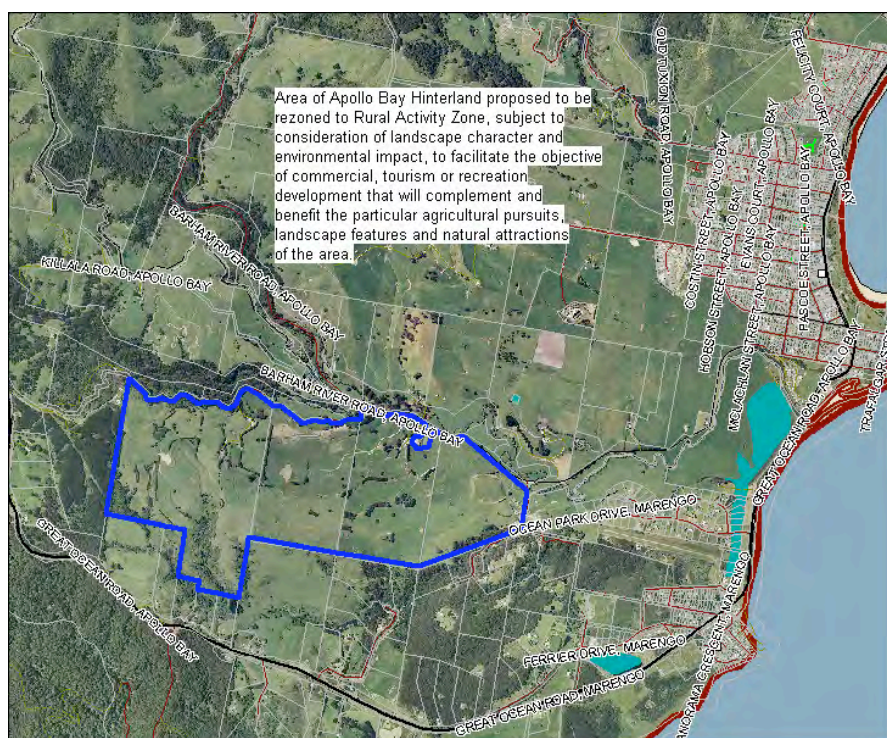 Area of Apollo Bay Hinterland proposed to be
rezoned to Rural Activity Zone, subject to
consideration of landscape character and
environmental impact, to facilitate the objective
of commercial, tourism or recreation
development that will complement and
benefit the particular agricultural pursuits,
landscape features and natural attractions
of the area.
OLD TUXION ROAD, APOLLO BAY
FELICITY COURT, APOLLO BAY
COSTIN STREET, APOLLO BAY
HOBSON STREET, APOLLO BAY
EVANS COURT, APOLLO BAY
PASCOE STREET, APOLLO BAY
MCLACHLAN STREET, APOLLO BAY
GREAT OCEAN ROAD, APOLLO BAY
BARHAM RIVER ROAD, APOLLO BAY
KILLALA ROAD, APOLLO BAY
BARHAM RIVER ROAD, APOLLO BAY
OCEAN PARK DRIVE, MARENGO
GREAT OCEAN ROAD, APOLLO BAY
FERRIER DRIVE, MARENGO
GREAT OCEAN ROAD, MARENGO